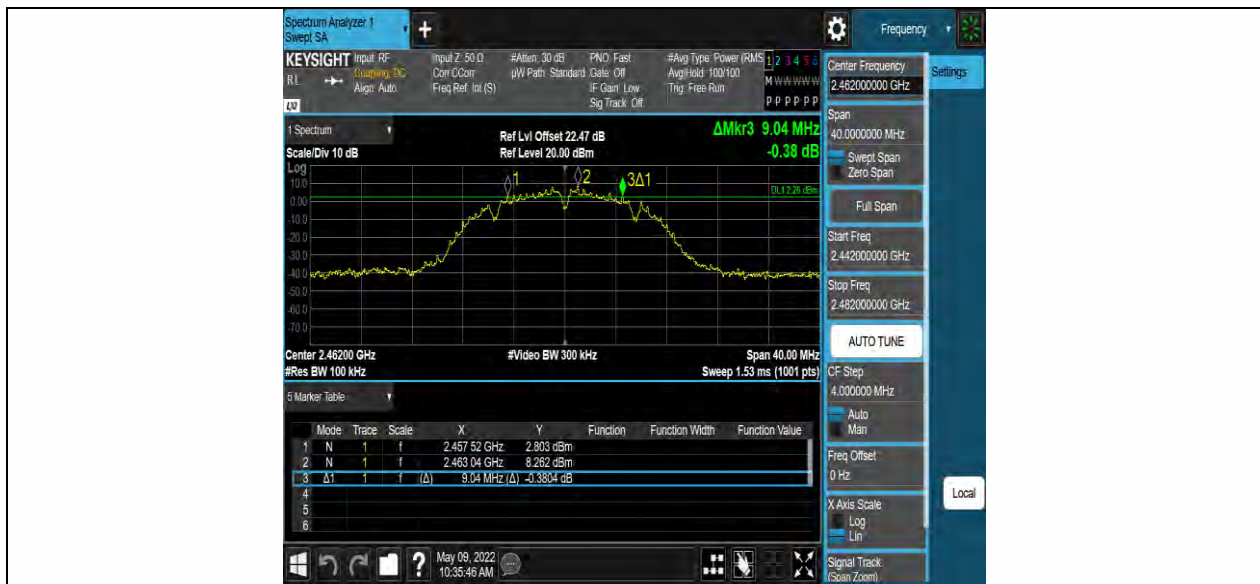 Spectrum Analyzer 1
Swept SA
+
Frequency
KEYSIGHT
RL
LXI
Input: RF
Coupling: DC
Align: Auto
Input Z: 50 Ω
Corr CCorr
Freq Ref: Int (S)
#Atten: 30 dB
µW Path: Standard
PNO: Fast
Gate: Off
IF Gain: Low
Sig Track: Off
#Avg Type: Power (RMS
Avg|Hold: 100/100
Trig: Free Run
1 2 3 4 5 6
M W W W W W
P P P P P P
Center Frequency
2.462000000 GHz
Settings
Span
40.0000000 MHz
Swept Span
Zero Span
Full Span
Start Freq
2.442000000 GHz
Stop Freq
2.482000000 GHz
AUTO TUNE
CF Step
4.000000 MHz
Auto
Man
Freq Offset
0 Hz
X Axis Scale
Log
Lin
Signal Track
(Span Zoom)
Local
1 Spectrum
Scale/Div 10 dB
Ref Lvl Offset 22.47 dB
Ref Level 20.00 dBm
ΔMkr3 9.04 MHz
-0.38 dB
Log
1
2
3Δ1
DL1 2.26 dBm
10.0
0.00
-10.0
-20.0
-30.0
-40.0
-50.0
-60.0
-70.0
Center 2.46200 GHz
#Video BW 300 kHz
Span 40.00 MHz
#Res BW 100 kHz
Sweep 1.53 ms (1001 pts)
5 Marker Table
Mode Trace Scale X Y Function Function Width Function Value
1 N 1 f 2.457 52 GHz 2.803 dBm
2 N 1 f 2.463 04 GHz 8.262 dBm
3 Δ1 1 f (Δ) 9.04 MHz (Δ) -0.3804 dB
4
5
6
?
May 09, 2022
10:35:46 AM